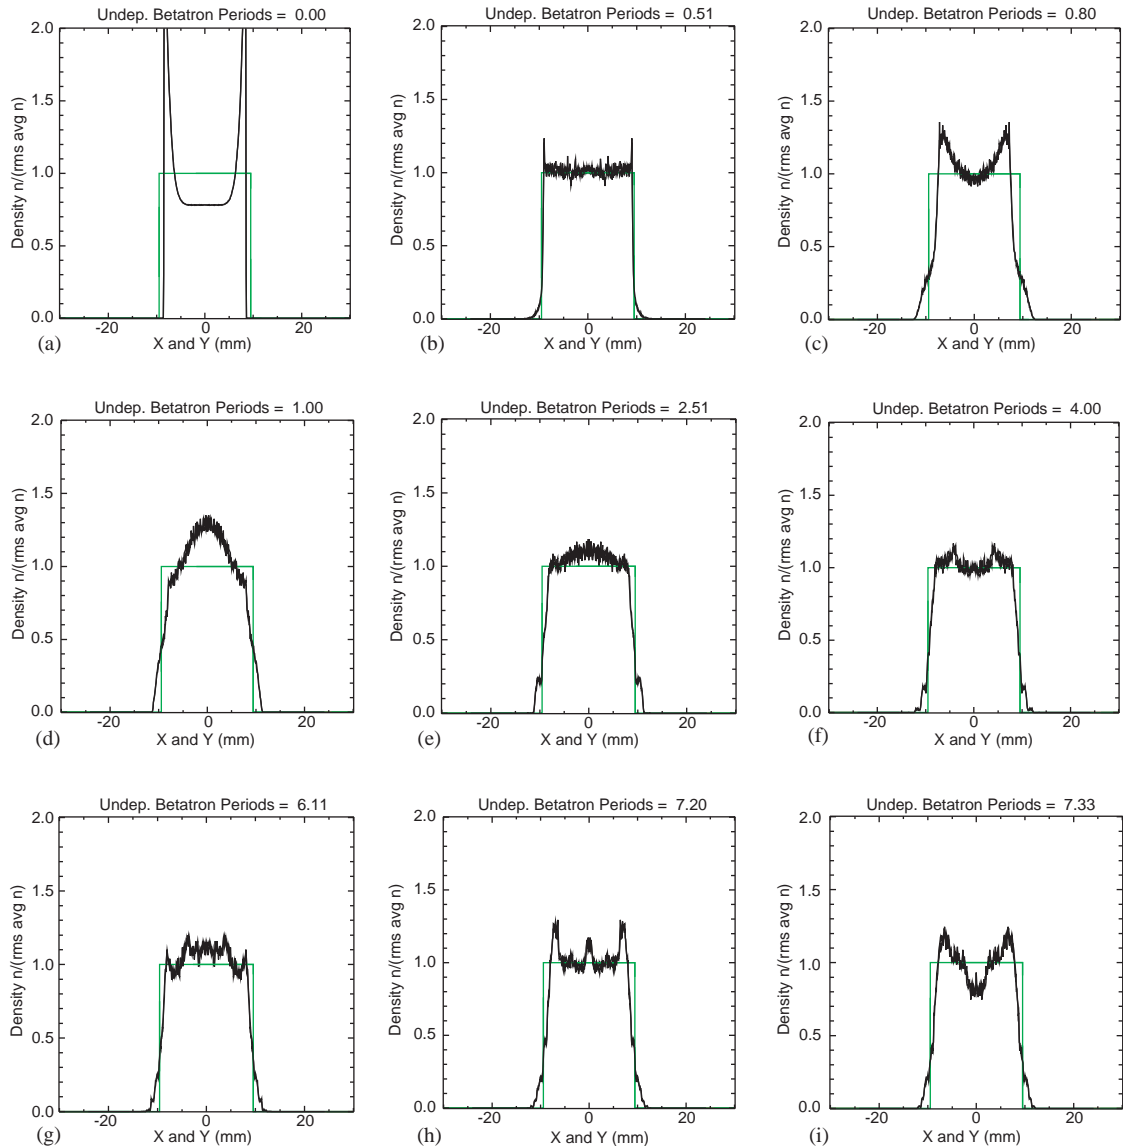 Undep. Betatron Periods = 0.00
2.0
1.5
1.0
0.5
0.0
Density n/(rms avg n)
-20
0
20
X and Y (mm)
(a)
Undep. Betatron Periods = 0.51
2.0
1.5
1.0
0.5
0.0
Density n/(rms avg n)
-20
0
20
X and Y (mm)
(b)
Undep. Betatron Periods = 0.80
2.0
1.5
1.0
0.5
0.0
Density n/(rms avg n)
-20
0
20
X and Y (mm)
(c)
Undep. Betatron Periods = 1.00
2.0
1.5
1.0
0.5
0.0
Density n/(rms avg n)
-20
0
20
X and Y (mm)
(d)
Undep. Betatron Periods = 2.51
2.0
1.5
1.0
0.5
0.0
Density n/(rms avg n)
-20
0
20
X and Y (mm)
(e)
Undep. Betatron Periods = 4.00
2.0
1.5
1.0
0.5
0.0
Density n/(rms avg n)
-20
0
20
X and Y (mm)
(f)
Undep. Betatron Periods = 6.11
2.0
1.5
1.0
0.5
0.0
Density n/(rms avg n)
-20
0
20
X and Y (mm)
(g)
Undep. Betatron Periods = 7.20
2.0
1.5
1.0
0.5
0.0
Density n/(rms avg n)
-20
0
20
X and Y (mm)
(h)
Undep. Betatron Periods = 7.33
2.0
1.5
1.0
0.5
0.0
Density n/(rms avg n)
-20
0
20
X and Y (mm)
(i)